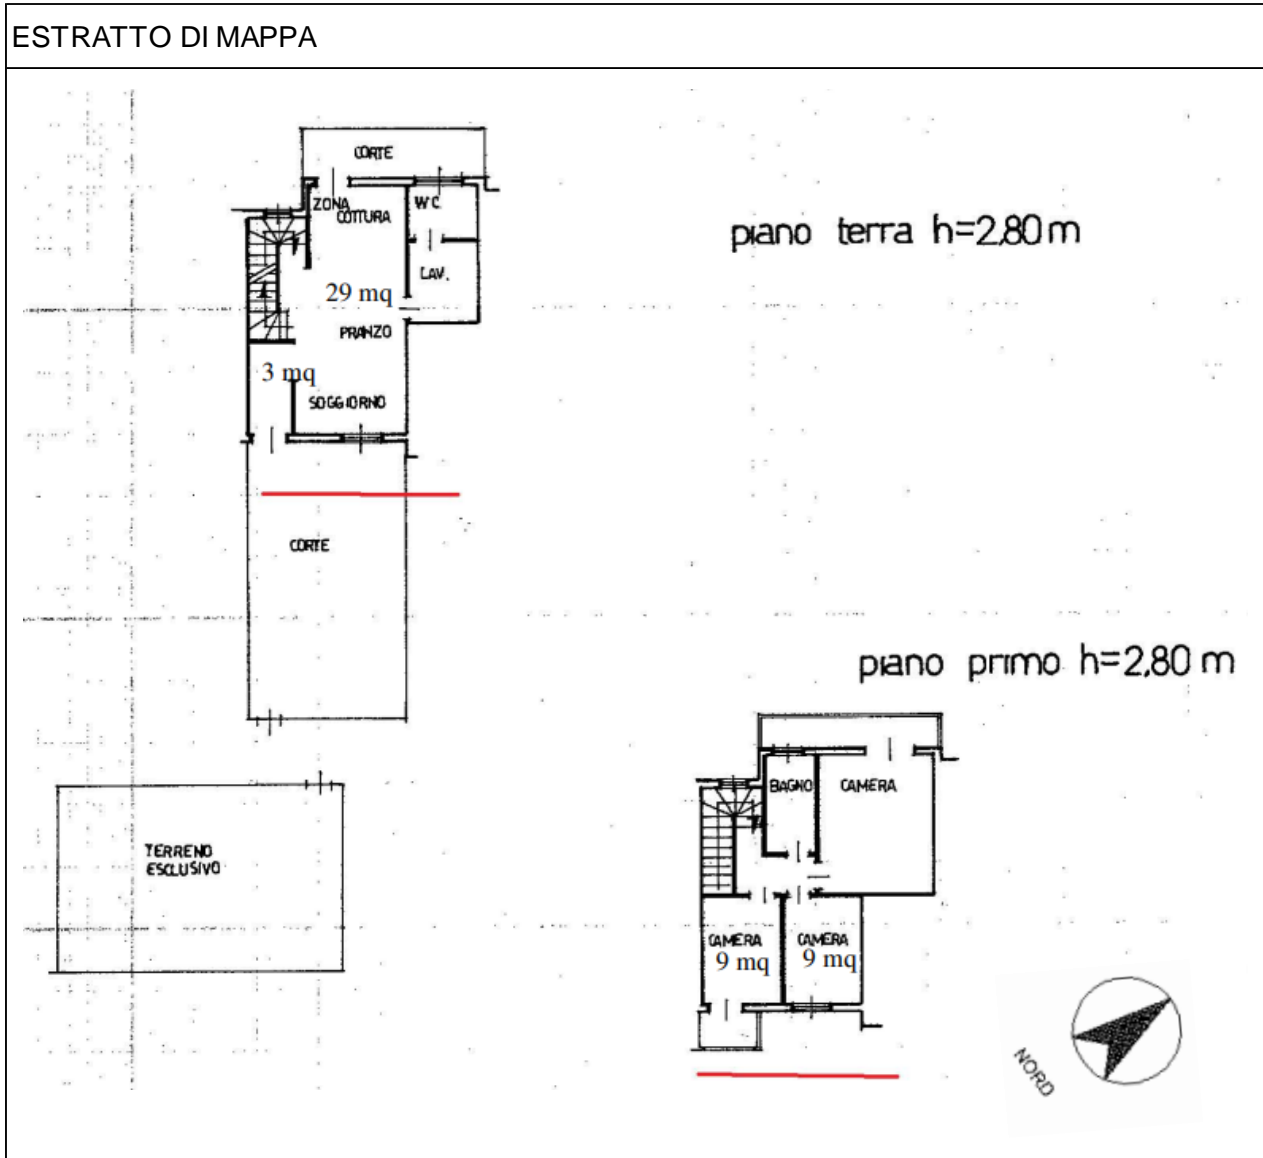 ESTRATTO DI MAPPA
CORTE
ZONA
COTTURA
W.C.
LAV.
piano terra h=2,80 m
29 mq
PRANZO
3 mq
SOGGIORNO
CORTE
piano primo h=2,80 m
BAGNO
CAMERA
TERRENO
ESCLUSIVO
CAMERA
9 mq
CAMERA
9 mq
NORD